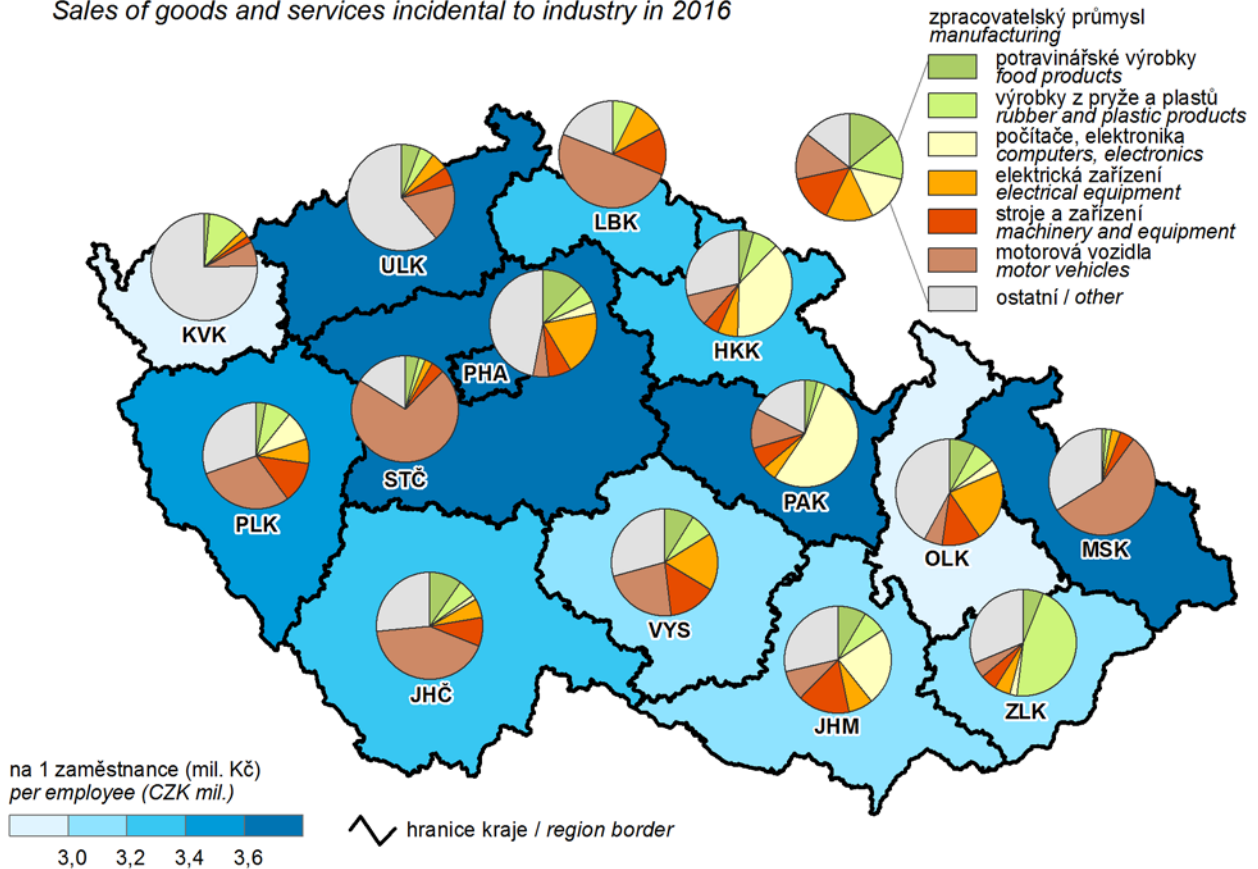 Sales of goods and services incidental to industry in 2016
zpracovatelský průmysl
manufacturing
potravinářské výrobky
food products
výrobky z pryže a plastů
rubber and plastic products
počítače, elektronika
computers, electronics
elektrická zařízení
electrical equipment
stroje a zařízení
machinery and equipment
motorová vozidla
motor vehicles
ostatní / other
LBK
ULK
KVK
HKK
PHA
STČ
PLK
PAK
OLK
MSK
VYS
JHČ
JHM
ZLK
na 1 zaměstnance (mil. Kč)
per employee (CZK mil.)
3,0 3,2 3,4 3,6
hranice kraje / region border